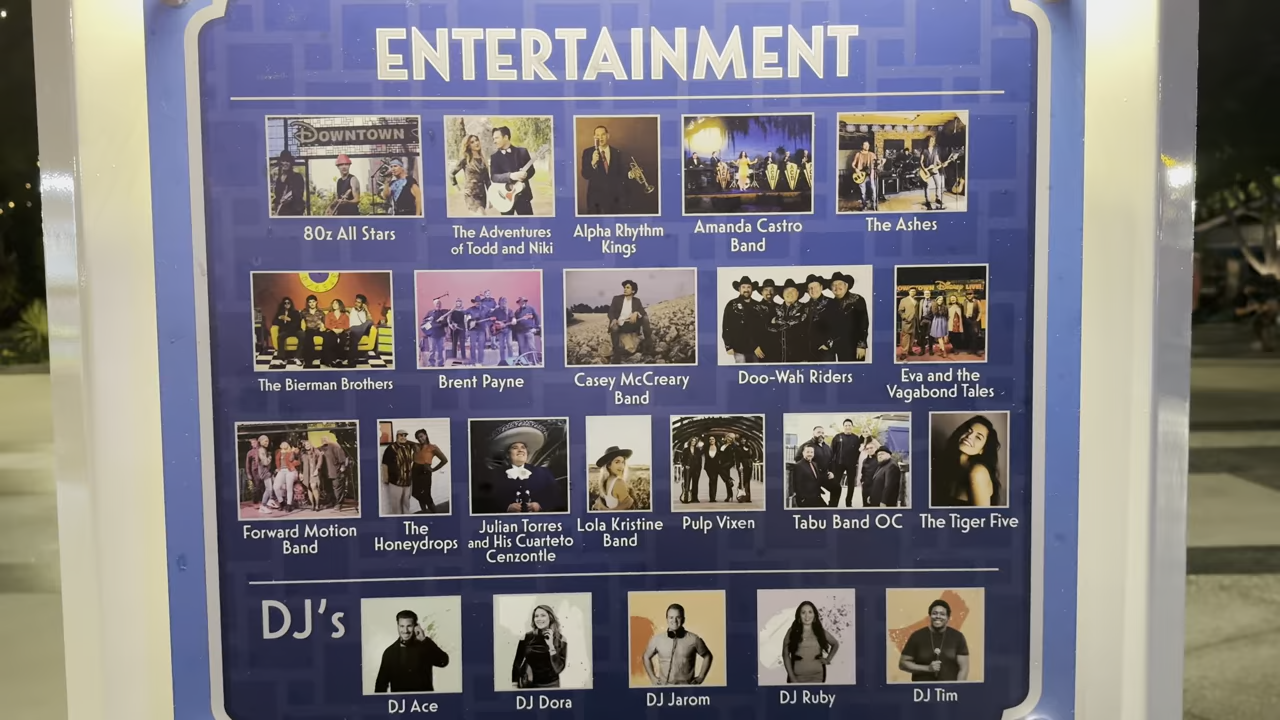 ENTERTAINMENT
DOWNTOWN
80z All Stars
The Adventures
of Todd and Niki
Alpha Rhythm
Kings
Amanda Castro
Band
The Ashes
The Bierman Brothers
Brent Payne
Casey McCreary
Band
Doo-Wah Riders
DOWNTOWN DISNEY LIVE!
Eva and the
Vagabond Tales
Forward Motion
Band
The
Honeydrops
Julian Torres
and His Cuarteto
Cenzontle
Lola Kristine
Band
Pulp Vixen
Tabu Band OC
The Tiger Five
DJ's
DJ Ace
DJ Dora
DJ Jarom
DJ Ruby
DJ Tim